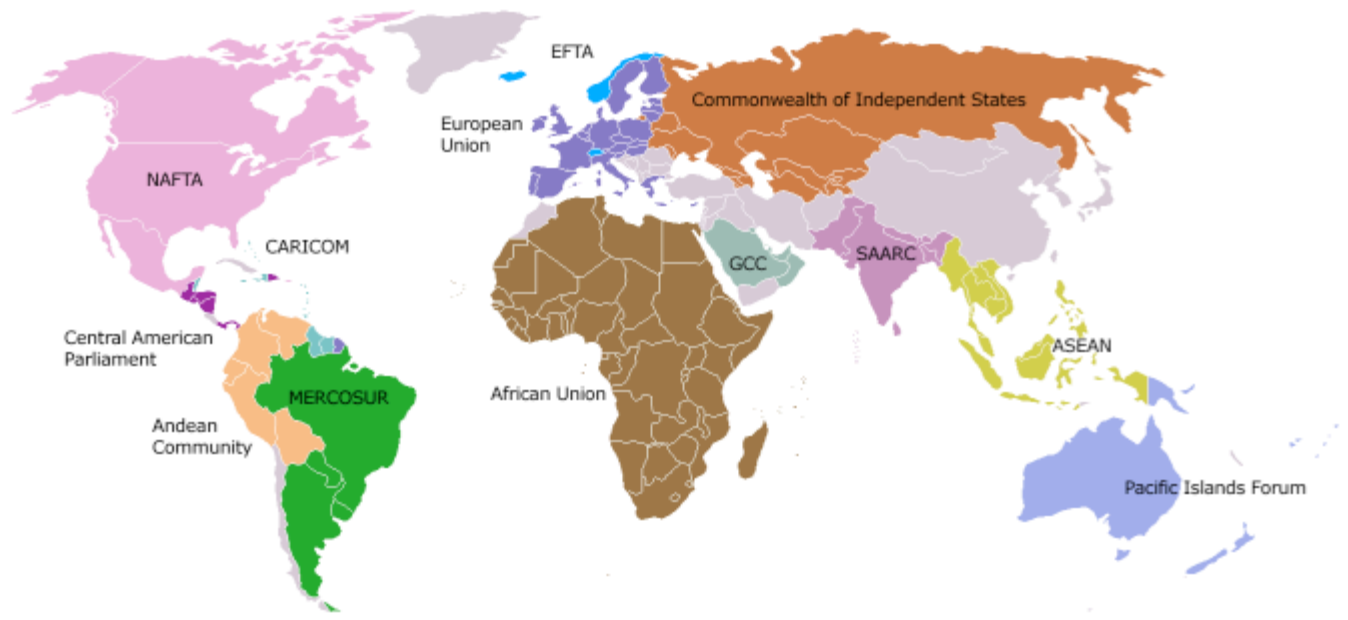 EFTA
Commonwealth of Independent States
European
Union
NAFTA
CARICOM
SAARC
GCC
Central American
Parliament
ASEAN
African Union
MERCOSUR
Andean
Community
Pacific Islands Forum